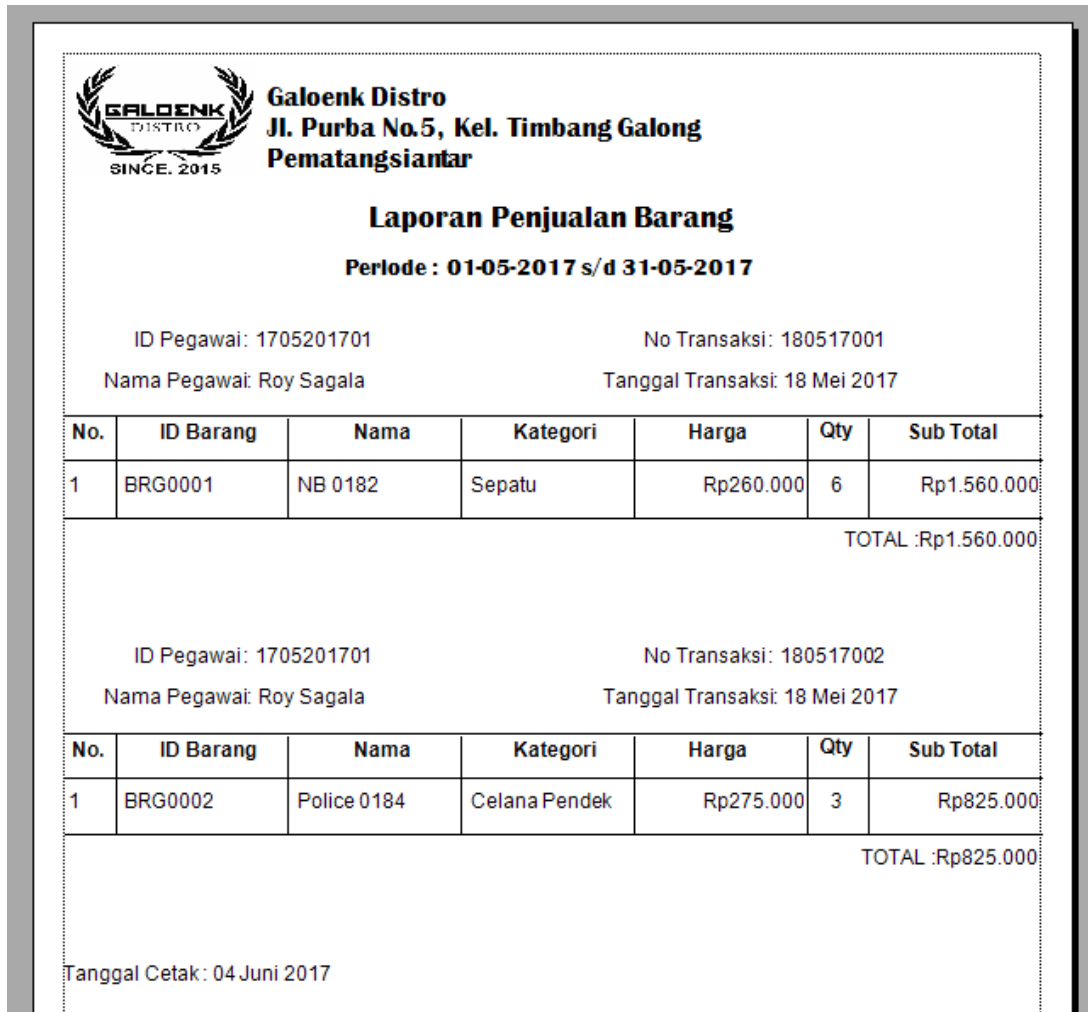 GALOENK
DISTRO
SINCE. 2015
Galoenk Distro
Jl. Purba No.5, Kel. Timbang Galong
Pematangsiantar
Laporan Penjualan Barang
Periode : 01-05-2017 s/d 31-05-2017
ID Pegawai: 1705201701 No Transaksi: 180517001
Nama Pegawai: Roy Sagala Tanggal Transaksi: 18 Mei 2017
No. ID Barang Nama Kategori Harga Qty Sub Total
1 BRG0001 NB 0182 Sepatu Rp260.000 6 Rp1.560.000
TOTAL :Rp1.560.000
ID Pegawai: 1705201701 No Transaksi: 180517002
Nama Pegawai: Roy Sagala Tanggal Transaksi: 18 Mei 2017
No. ID Barang Nama Kategori Harga Qty Sub Total
1 BRG0002 Police 0184 Celana Pendek Rp275.000 3 Rp825.000
TOTAL :Rp825.000
Tanggal Cetak : 04 Juni 2017